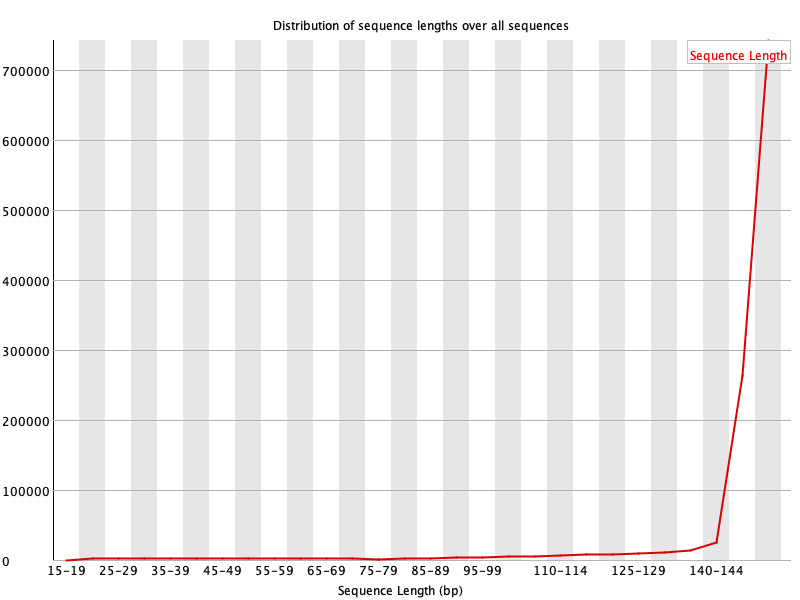 Distribution of sequence lengths over all sequences
Sequence Length
700000
600000
500000
400000
300000
200000
100000
0
15-19 25-29 35-39 45-49 55-59 65-69 75-79 85-89 95-99 110-114 125-129 140-144
Sequence Length (bp)